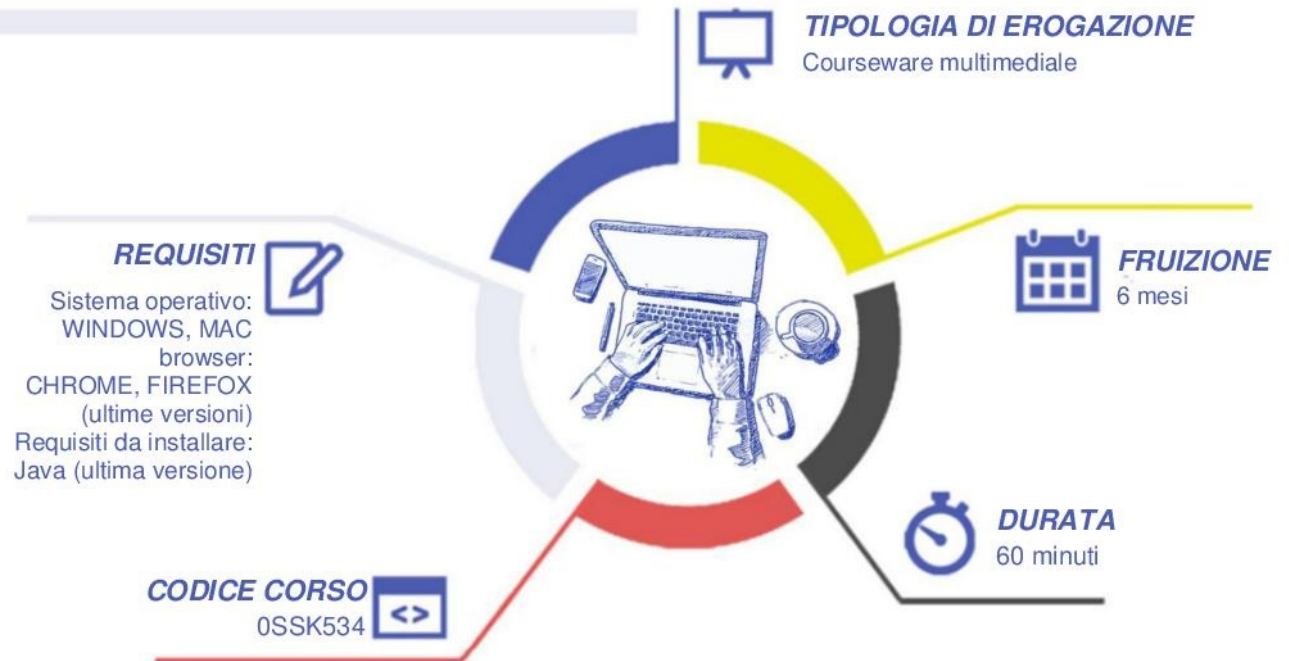 TIPOLOGIA DI EROGAZIONE
Courseware multimediale
REQUISITI
Sistema operativo:
WINDOWS, MAC
browser:
CHROME, FIREFOX
(ultime versioni)
Requisiti da installare:
Java (ultima versione)
FRUIZIONE
6 mesi
DURATA
60 minuti
CODICE CORSO
0SSK534